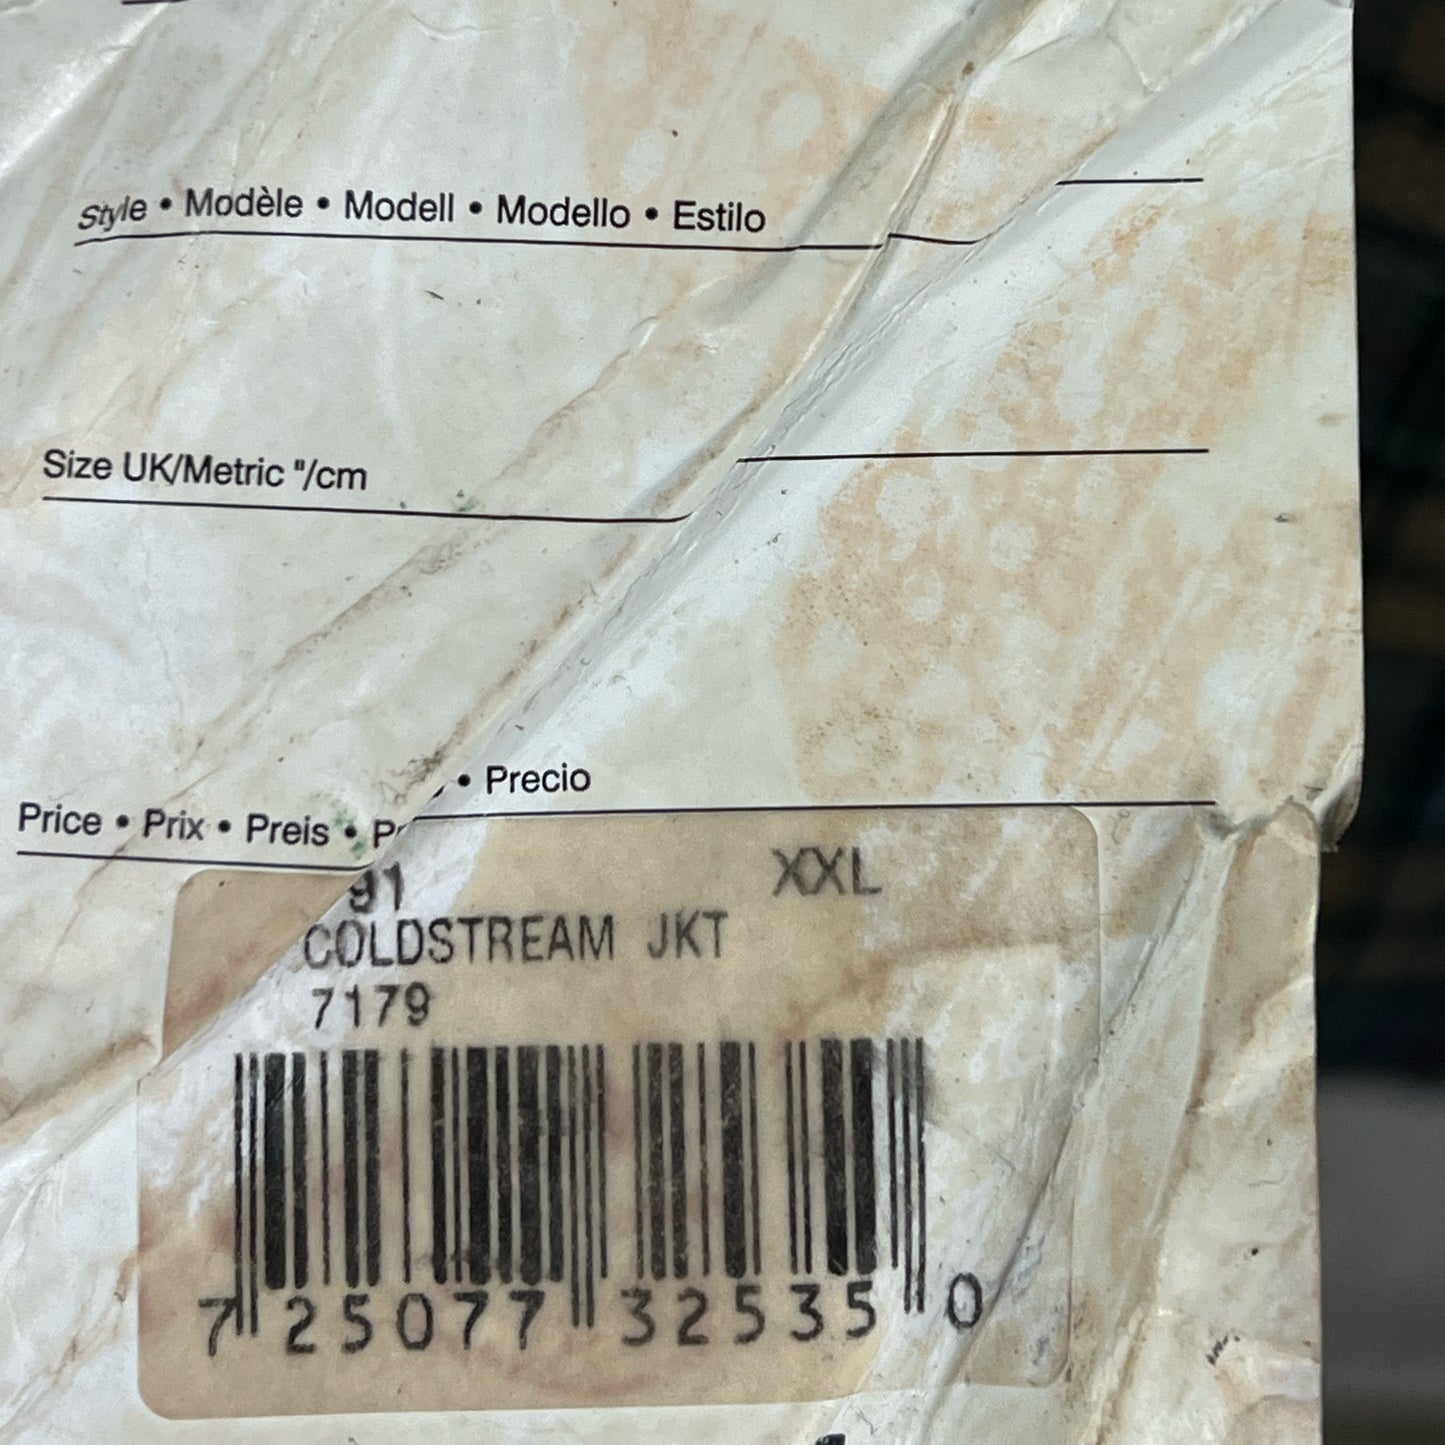 Style • Modèle • Modell • Modello • Estilo
Size UK/Metric "/cm
Price • Prix • Preis • • Precio
91 XXL
COLDSTREAM JKT
7179
7 25077 32535 0